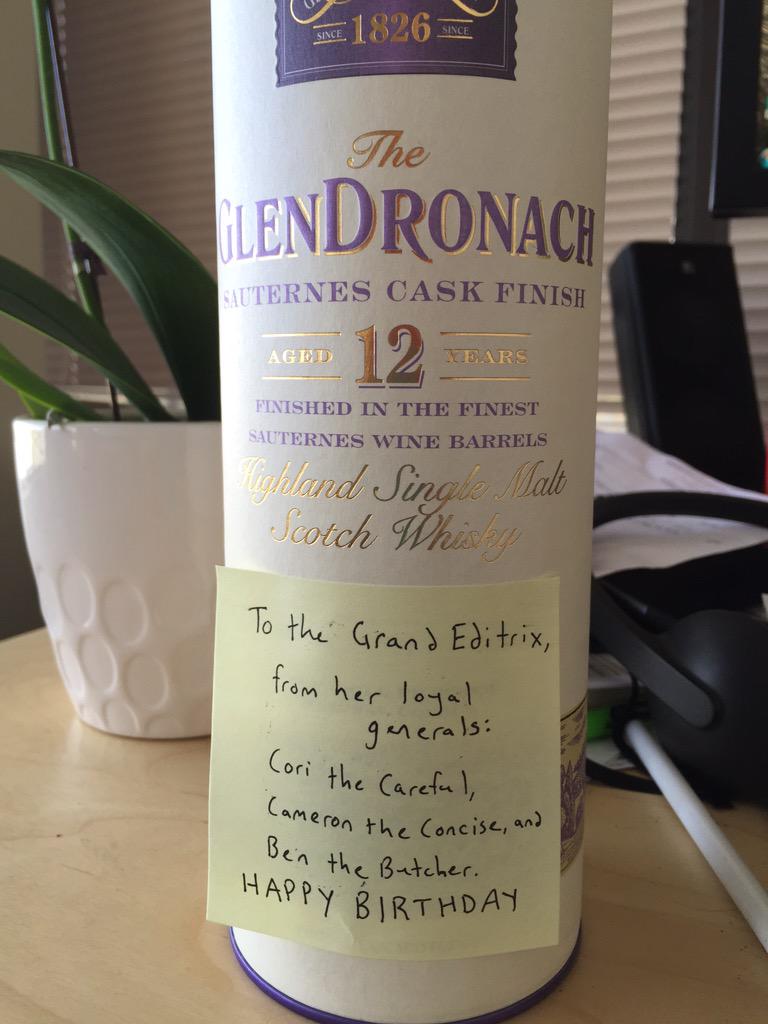 SINCE 1826 SINCE
The
GLENDRONACH
SAUTERNES CASK FINISH
AGED 12 YEARS
FINISHED IN THE FINEST
SAUTERNES WINE BARRELS
Highland Single Malt
Scotch Whisky
To the Grand Editrix,
from her loyal
generals:
Cori the Careful,
Cameron the Concise, and
Ben the Butcher.
HAPPY BIRTHDAY